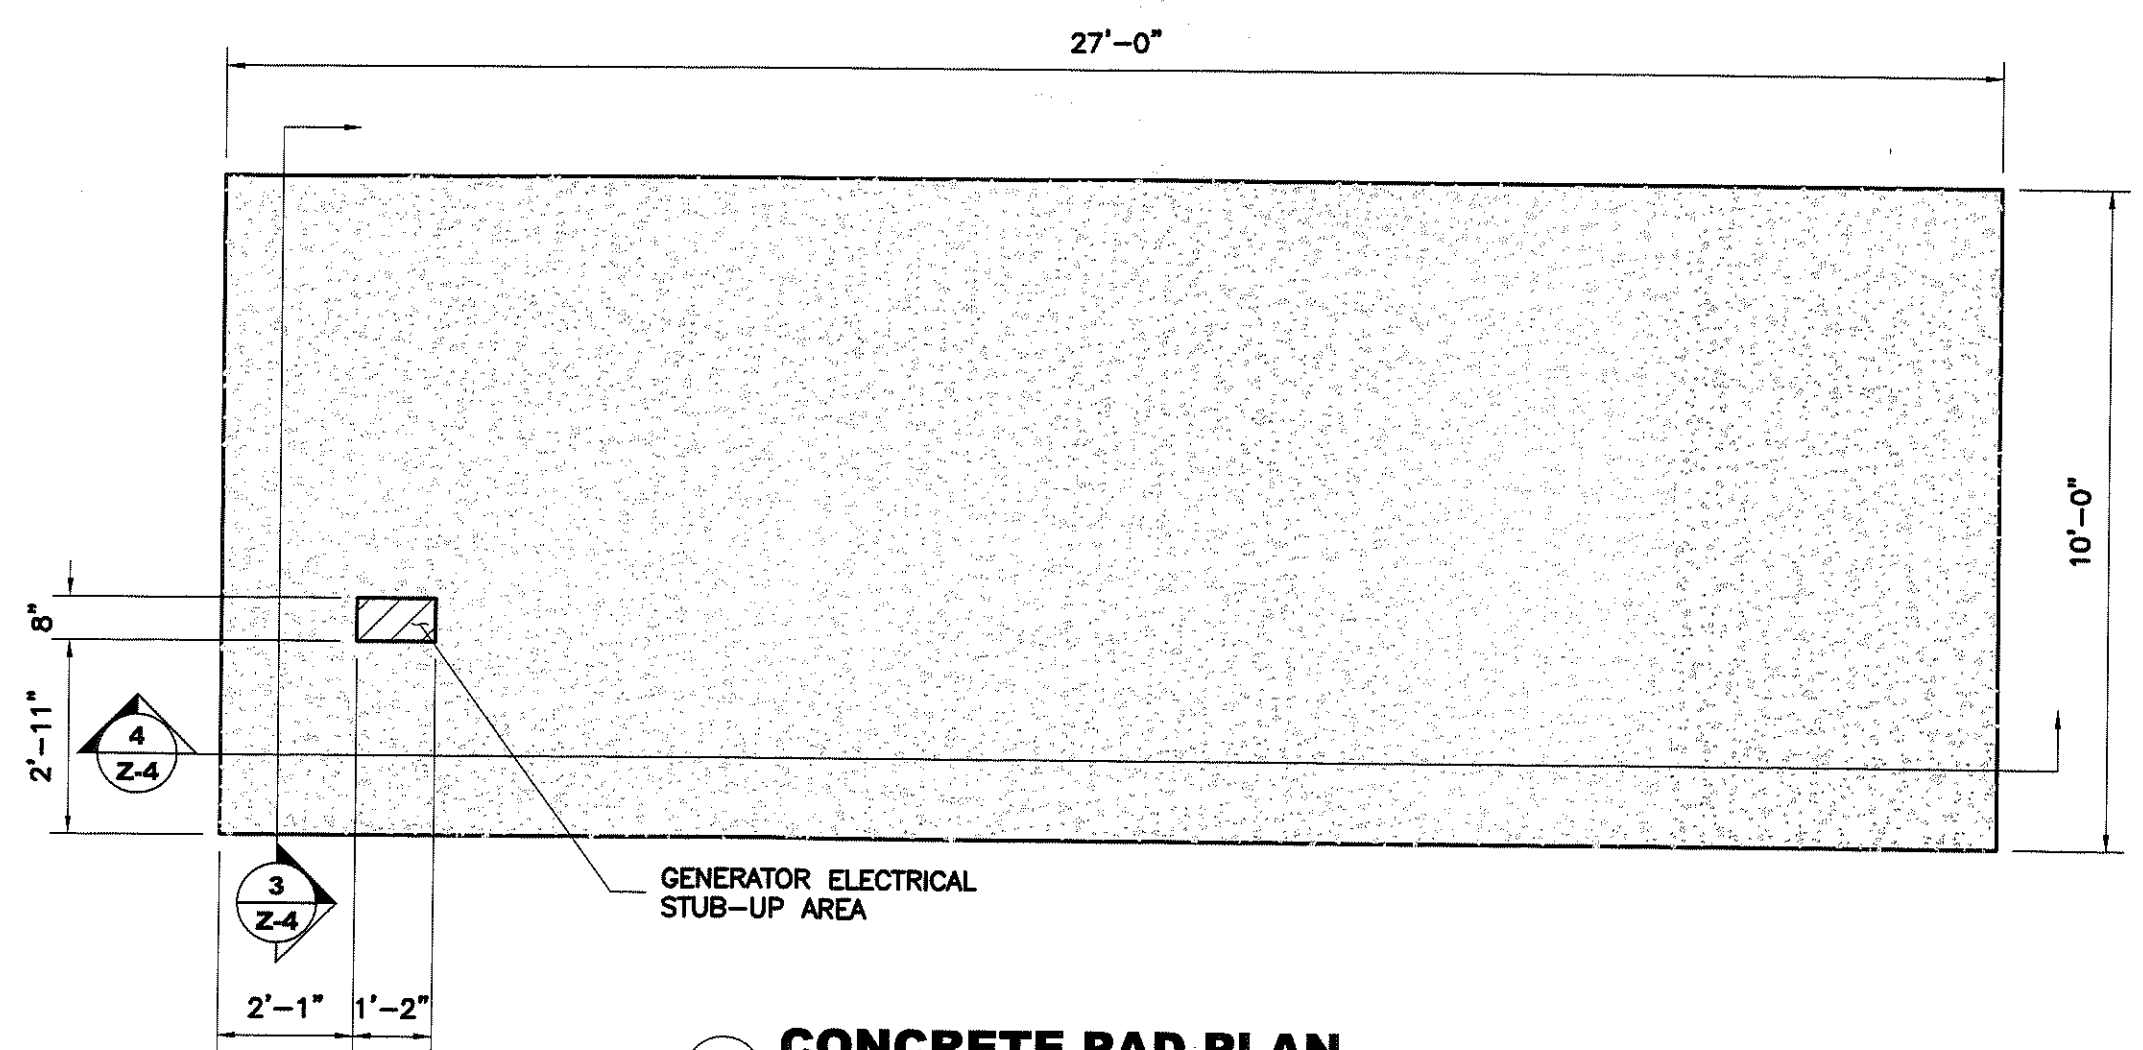 27'-0"
10'-0"
8"
2'-11"
4
Z-4
3
Z-4
GENERATOR ELECTRICAL
STUB-UP AREA
2'-1"
1'-2"
CONCRETE PAD PLAN